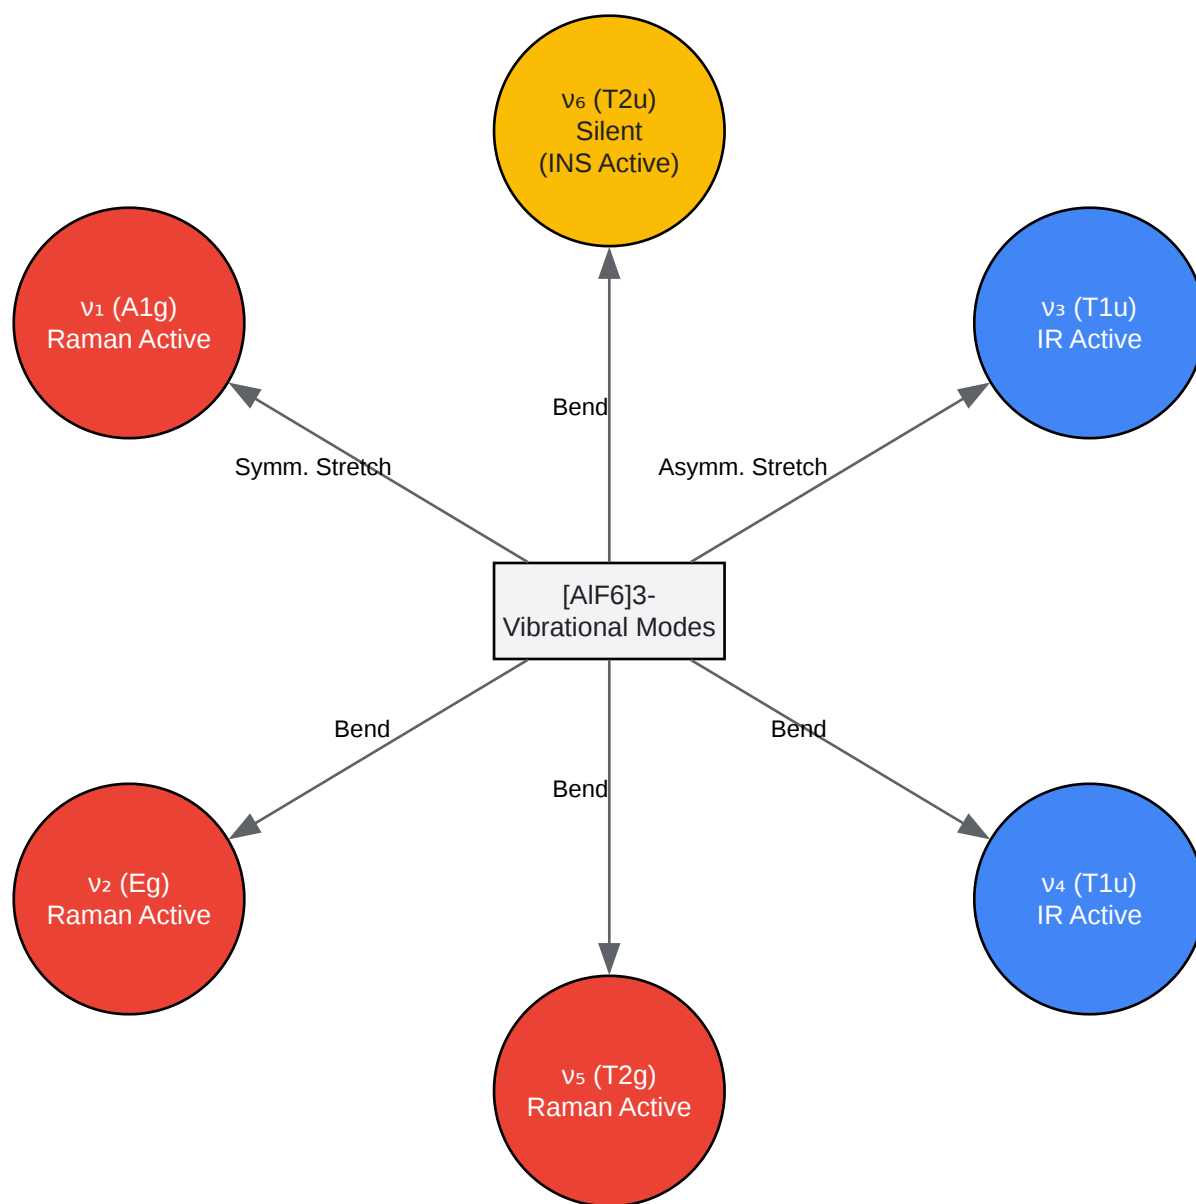 ν₆ (T2u)
Silent
(INS Active)
ν₁ (A1g)
Raman Active
ν₃ (T1u)
IR Active
Bend
Symm. Stretch
Asymm. Stretch
[AlF6]3-
Vibrational Modes
Bend
Bend
Bend
ν₂ (Eg)
Raman Active
ν₄ (T1u)
IR Active
ν₅ (T2g)
Raman Active